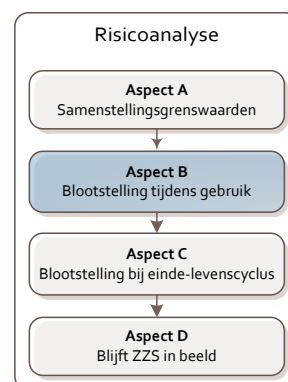 Risicoanalyse
Aspect A
Samenstellingsgrenswaarden
Aspect B
Blootstelling tijdens gebruik
Aspect C
Blootstelling bij einde-levenscyclus
Aspect D
Blijft ZZS in beeld